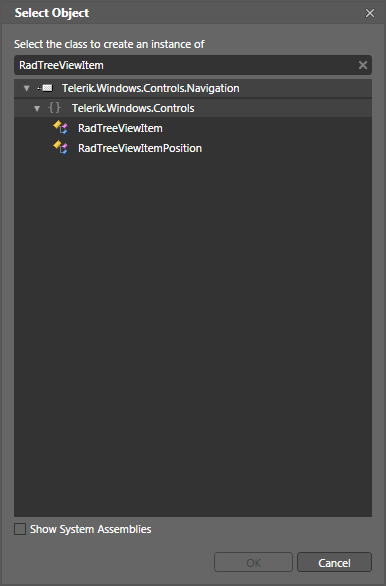 Select Object
Select the class to create an instance of
RadTreeViewItem
Telerik.Windows.Controls.Navigation
{} Telerik.Windows.Controls
RadTreeViewItem
RadTreeViewItemPosition
Show System Assemblies
OK Cancel